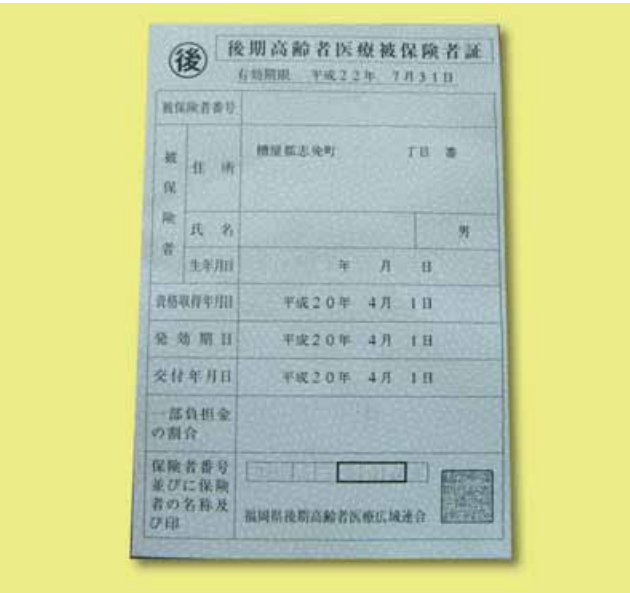 後
後期高齢者医療被保険者証
有効期限 平成22年 7月31日
被保険者番号
被保険者
住所
糟屋郡志免町 丁目 番
氏名
男
生年月日
年 月 日
資格取得年月日
平成20年 4月 1日
発効期日
平成20年 4月 1日
交付年月日
平成20年 4月 1日
一部負担金
の割合
保険者番号
並びに保険
者の名称及
び印
福岡県後期高齢者医療広域連合